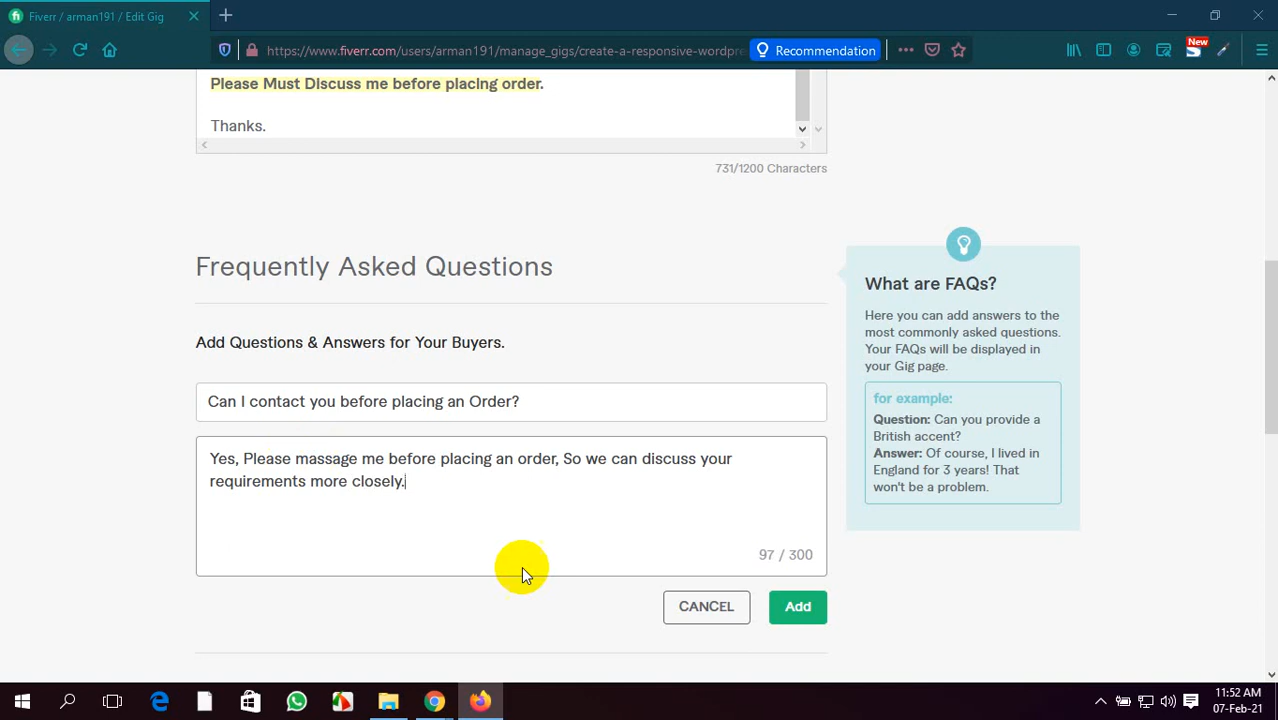 Fiverr / arman191 / Edit Gig
https://www.fiverr.com/users/arman191/manage_gigs/create-a-responsive-wordpre
Recommendation
New
Please Must Discuss me before placing order.
Thanks.
731/1200 Characters
Frequently Asked Questions
Add Questions & Answers for Your Buyers.
Can I contact you before placing an Order?
Yes, Please massage me before placing an order, So we can discuss your
requirements more closely.
97 / 300
CANCEL
Add
What are FAQs?
Here you can add answers to the
most commonly asked questions.
Your FAQs will be displayed in
your Gig page.
for example:
Question: Can you provide a
British accent?
Answer: Of course, I lived in
England for 3 years! That
won't be a problem.
11:52 AM
07-Feb-21